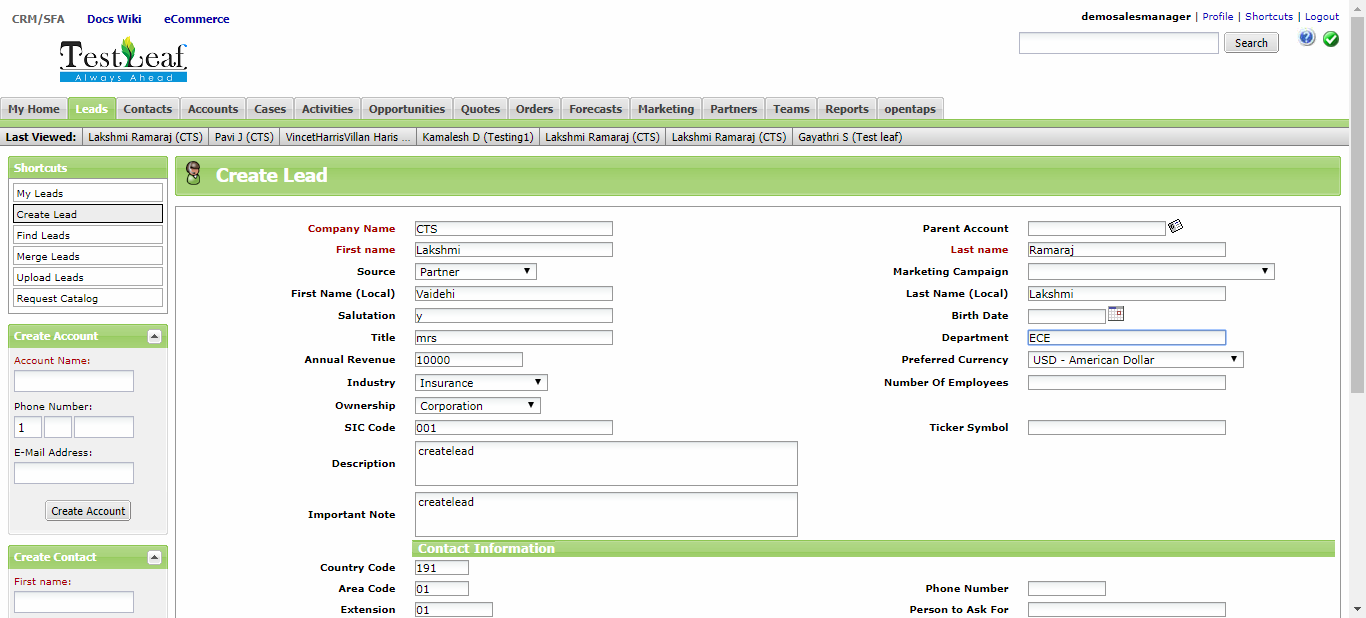 CRM/SFA Docs Wiki eCommerce
demosalesmanager | Profile | Shortcuts | Logout
TestLeaf
Always Ahead
Search
My Home Leads Contacts Accounts Cases Activities Opportunities Quotes Orders Forecasts Marketing Partners Teams Reports opentaps
Last Viewed: Lakshmi Ramaraj (CTS) Pavi J (CTS) VincetHarrisVillan Haris ... Kamalesh D (Testing1) Lakshmi Ramaraj (CTS) Lakshmi Ramaraj (CTS) Gayathri S (Test leaf)
Shortcuts
My Leads
Create Lead
Find Leads
Merge Leads
Upload Leads
Request Catalog
Create Account
Account Name:
Phone Number:
1
E-Mail Address:
Create Account
Create Contact
First name:
Create Lead
Company Name CTS Parent Account
First name Lakshmi Last name Ramaraj
Source Partner Marketing Campaign
First Name (Local) Vaidehi Last Name (Local) Lakshmi
Salutation y Birth Date
Title mrs Department ECE
Annual Revenue 10000 Preferred Currency USD - American Dollar
Industry Insurance Number Of Employees
Ownership Corporation
SIC Code 001 Ticker Symbol
Description createlead
Important Note createlead
Contact Information
Country Code 191
Area Code 01 Phone Number
Extension 01 Person to Ask For